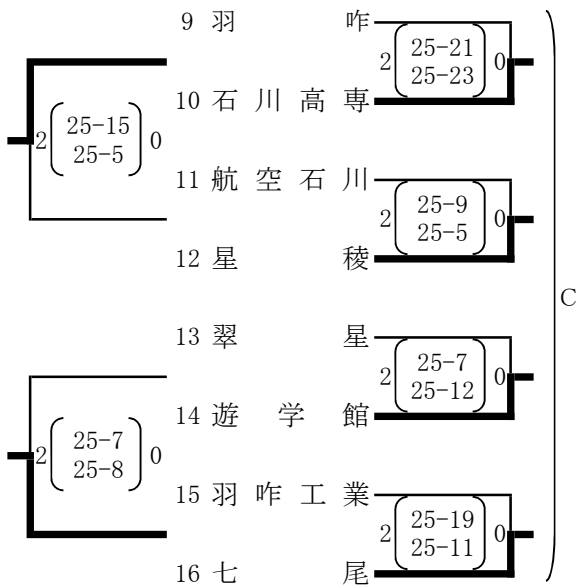 9 羽咋
2 25-21 0
25-23
10 石川高専
2 25-15 0
25-5
11 航空石川
2 25-9 0
25-5
12 星稜
C
13 翠星
2 25-7 0
25-12
14 遊学館
2 25-7 0
25-8
15 羽咋工業
2 25-19 0
25-11
16 七尾